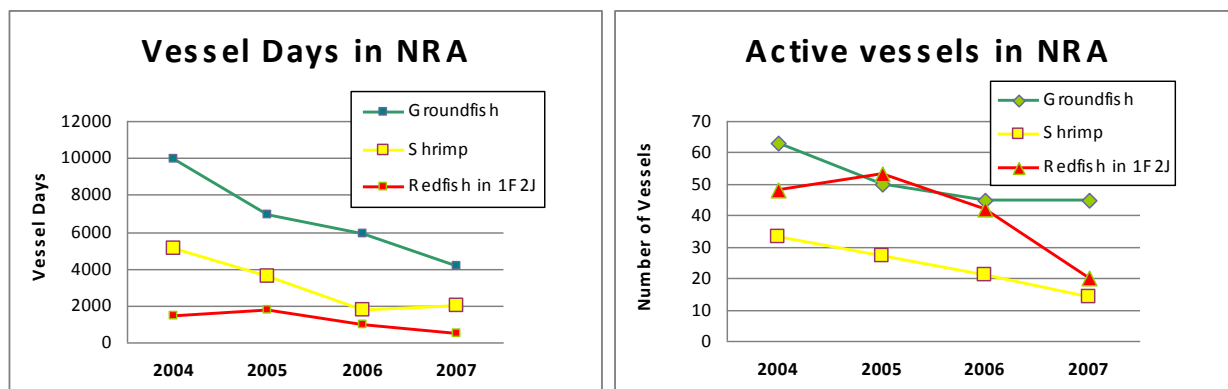 Vessel Days in NRA
Groundfish
Shrimp
Redfish in 1F2J
12000
10000
8000
6000
4000
2000
0
Vessel Days
2004 2005 2006 2007
Active vessels in NRA
Groundfish
Shrimp
Redfish in 1F2J
70
60
50
40
30
20
10
0
Number of Vessels
2004 2005 2006 2007